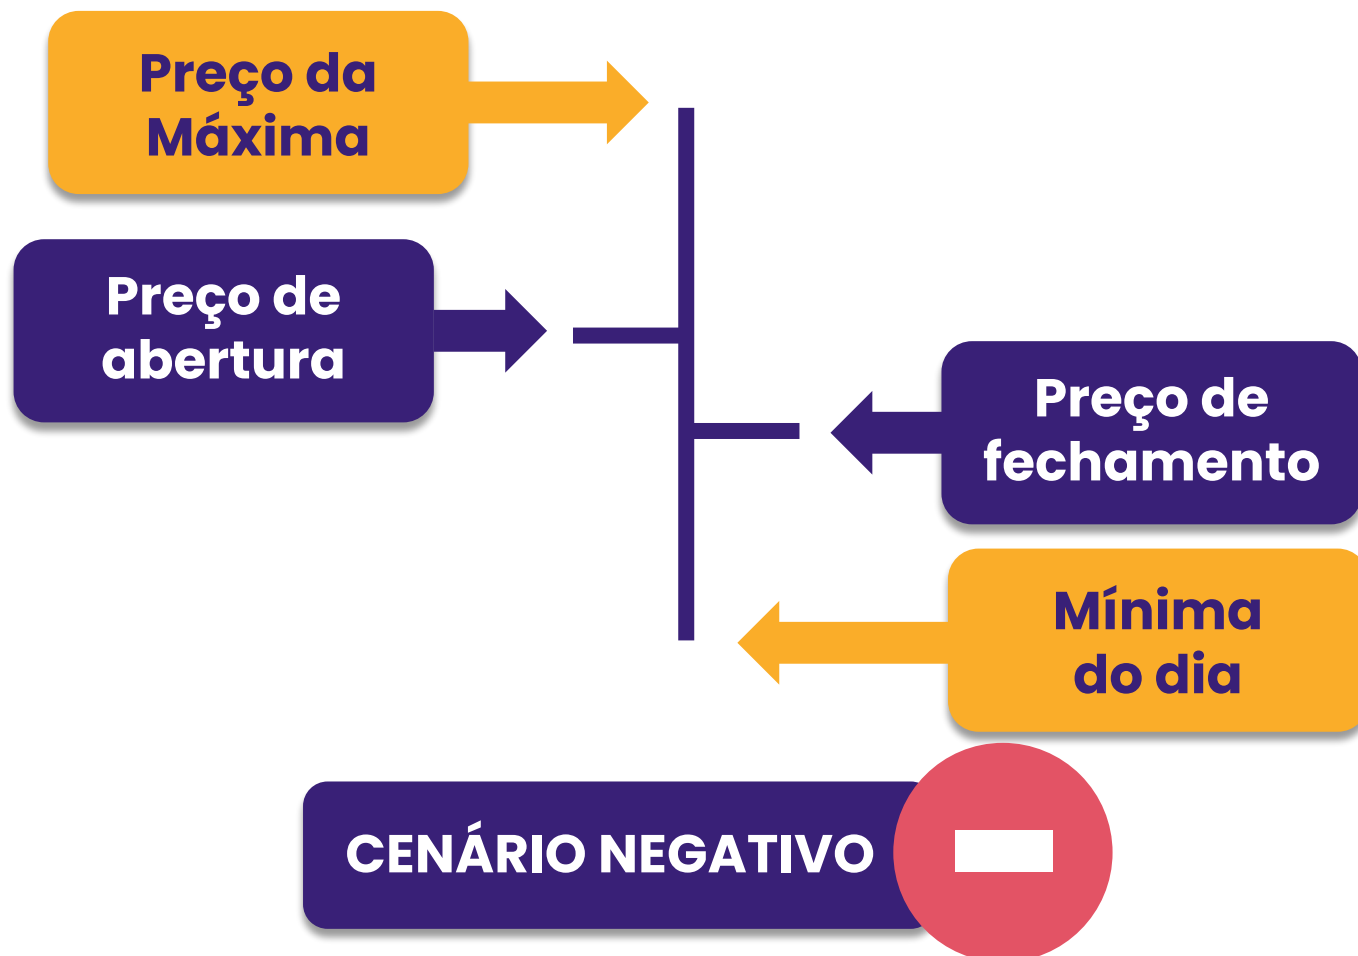 Preço da
Máxima
Preço de
abertura
Preço de
fechamento
Mínima
do dia
CENÁRIO NEGATIVO